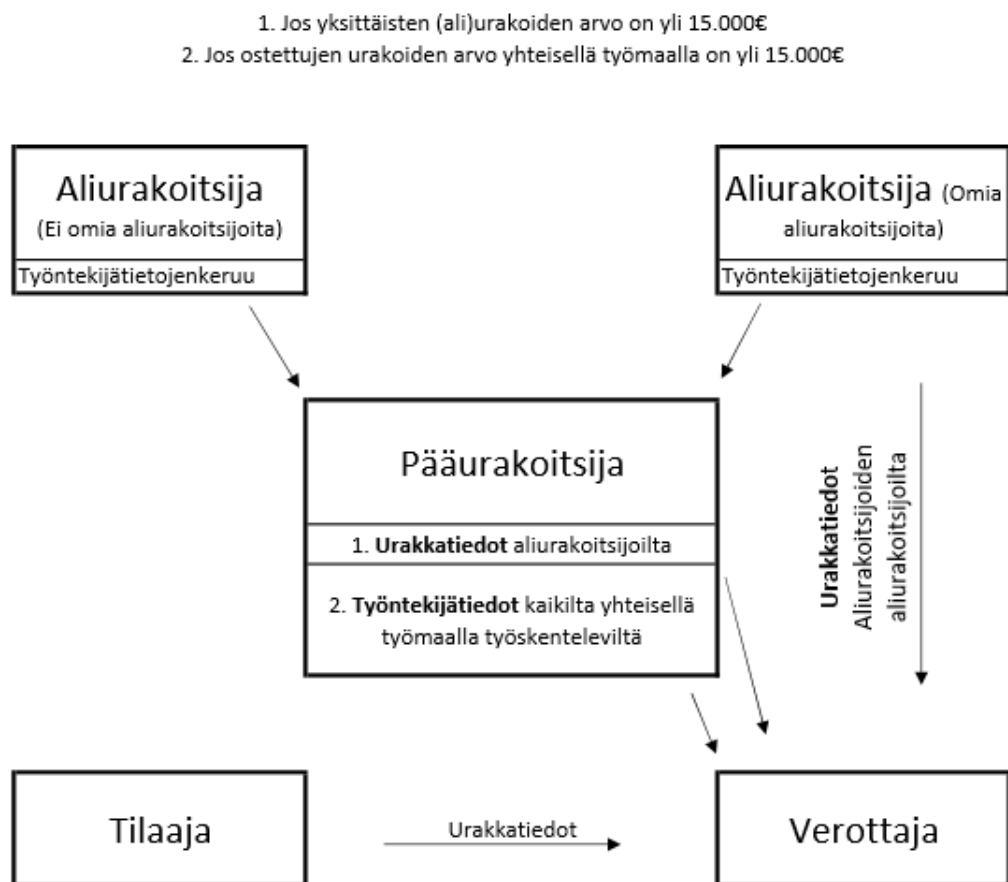 1. Jos yksittäisten (ali)urakoiden arvo on yli 15.000€
2. Jos ostettujen urakoiden arvo yhteisellä työmaalla on yli 15.000€
Aliurakoitsija
(Ei omia aliurakoitsijoita)
Työntekijätietojenkeruu
Aliurakoitsija (Omia
aliurakoitsijoita)
Työntekijätietojenkeruu
Pääurakoitsija
1. Urakkatiedot aliurakoitsijoilta
2. Työntekijätiedot kaikilta yhteisellä
työmaalla työskenteleviltä
Urakkatiedot
Aliurakoitsijoiden
aliurakoitsijoilta
Tilaaja
Urakkatiedot
Verottaja